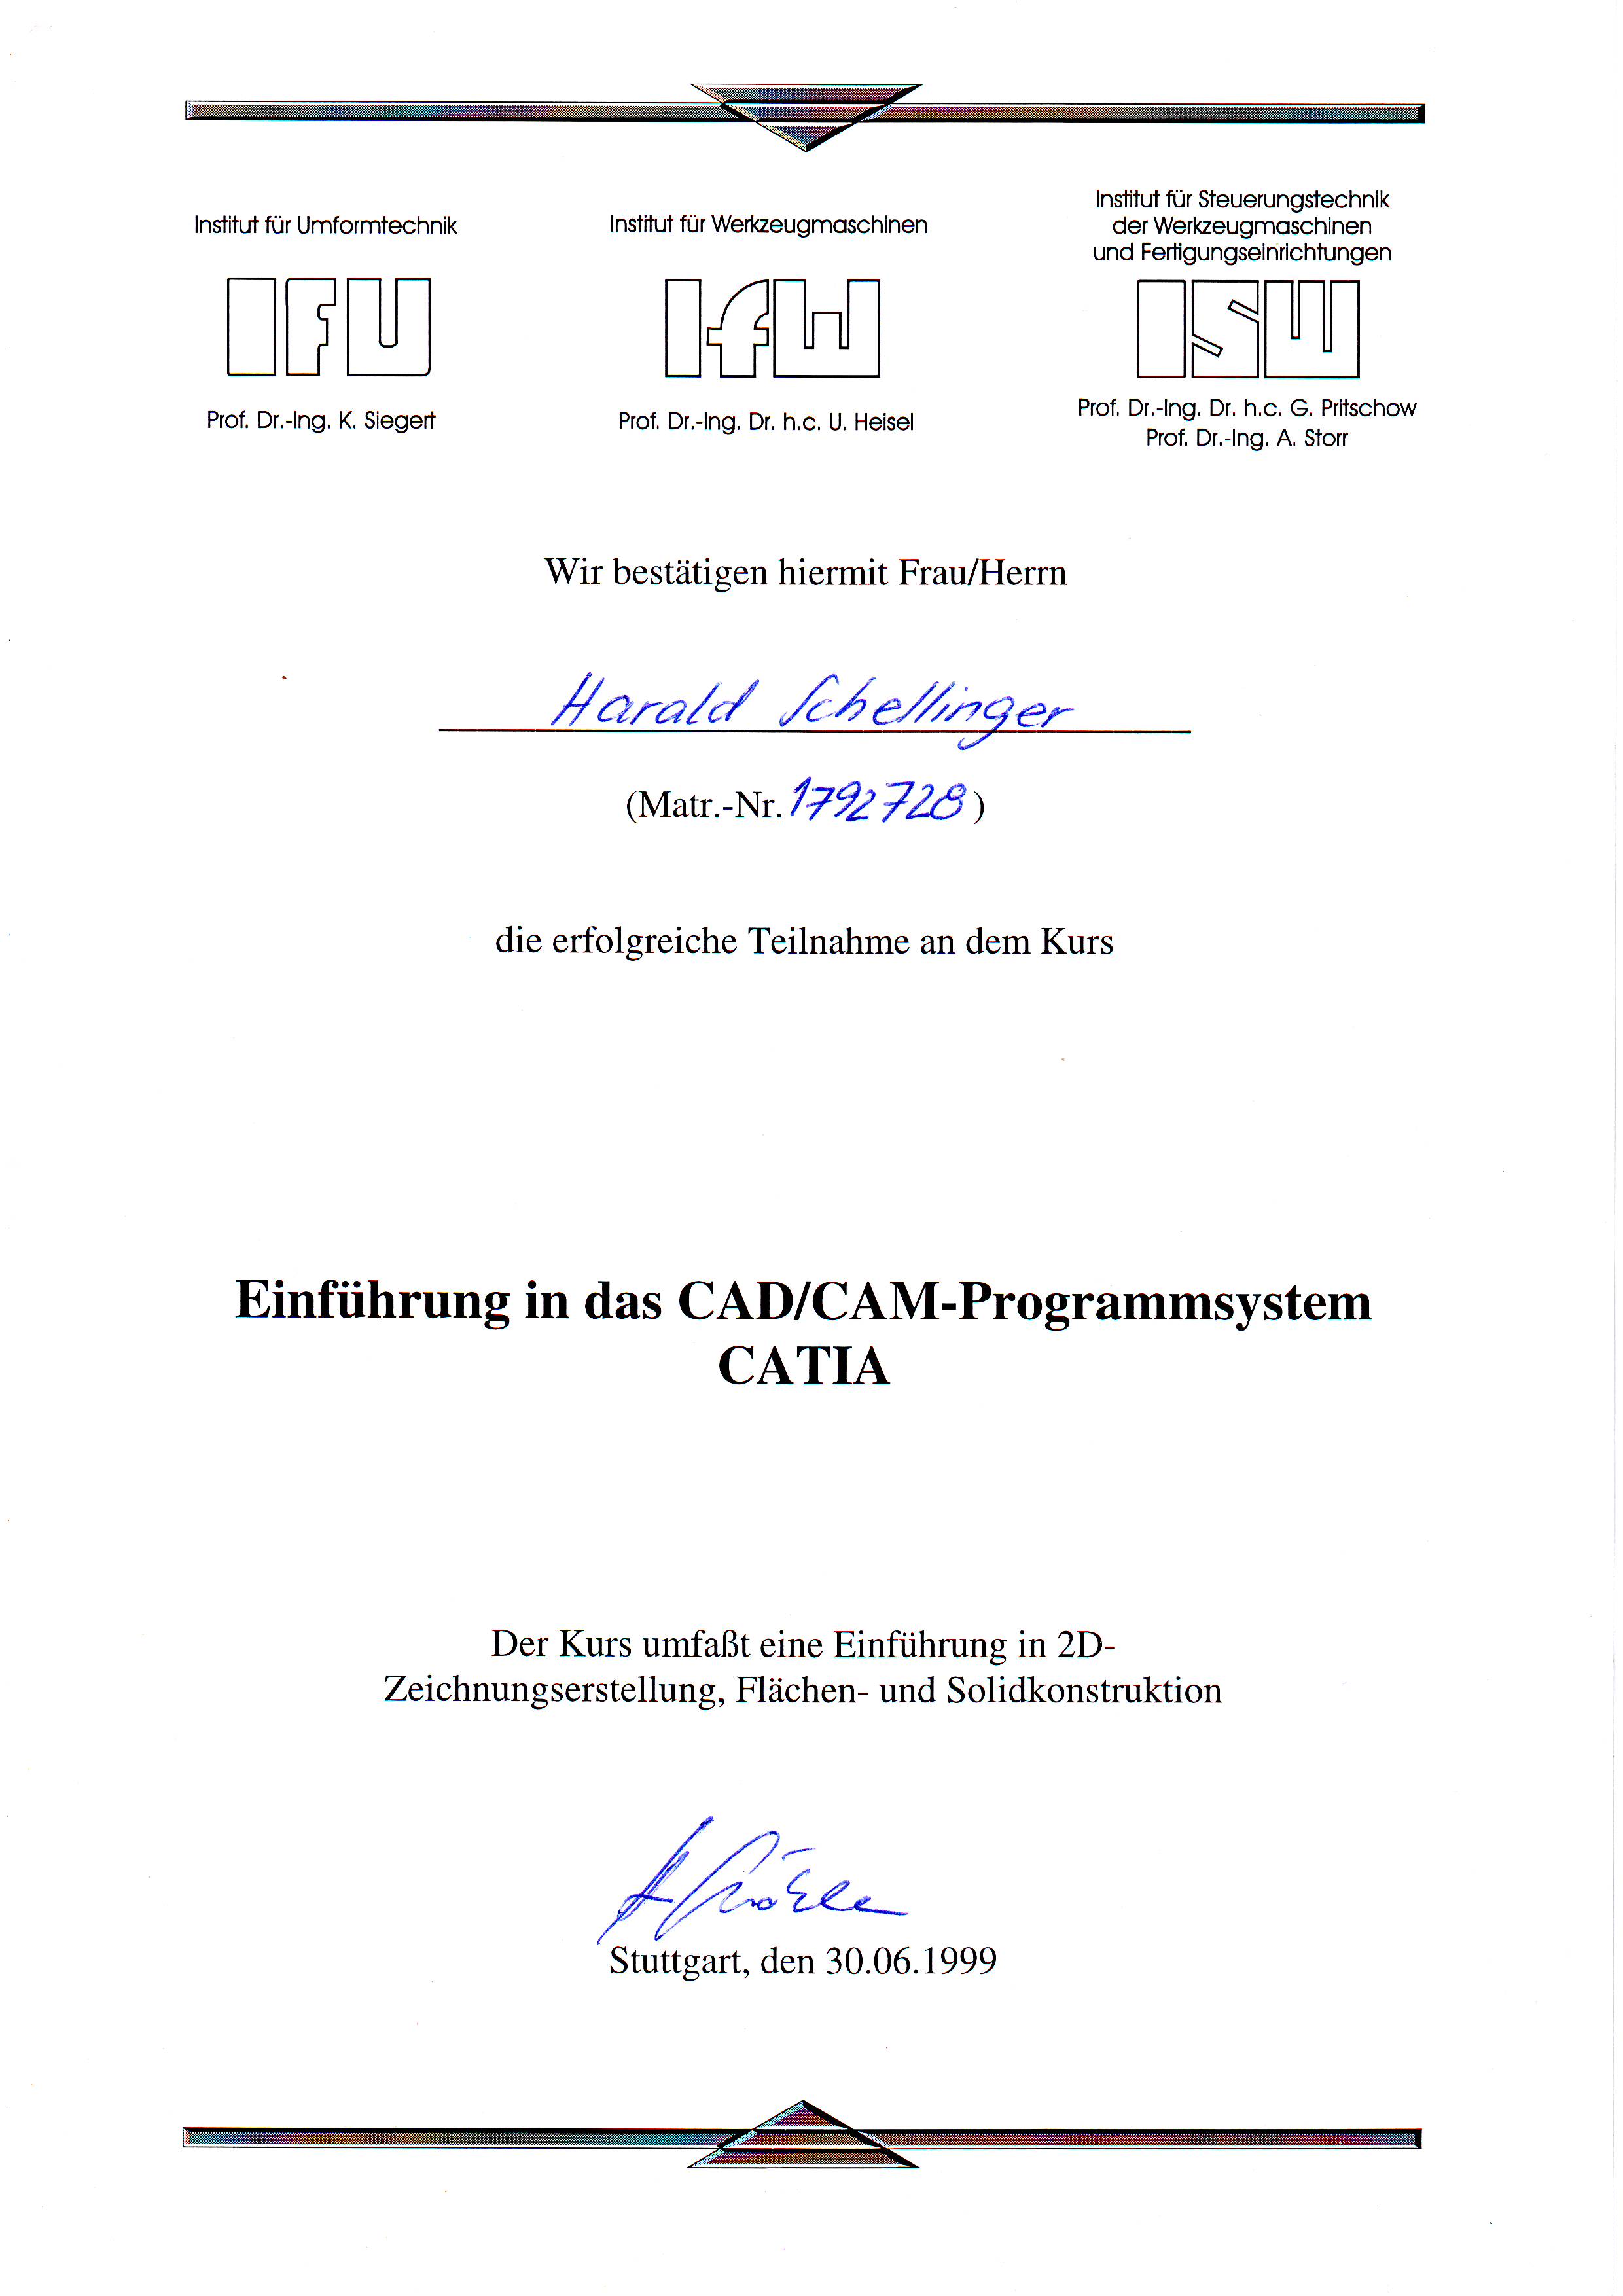 Institut für Umformtechnik
IFU
Prof. Dr.-Ing. K. Siegert
Institut für Werkzeugmaschinen
IfW
Prof. Dr.-Ing. Dr. h.c. U. Heisel
Institut für Steuerungstechnik
der Werkzeugmaschinen
und Fertigungseinrichtungen
ISW
Prof. Dr.-Ing. Dr. h.c. G. Pritschow
Prof. Dr.-Ing. A. Storr
Wir bestätigen hiermit Frau/Herrn
Harald Schellinger
(Matr.-Nr. 1792728)
die erfolgreiche Teilnahme an dem Kurs
Einführung in das CAD/CAM-Programmsystem
CATIA
Der Kurs umfaßt eine Einführung in 2D-
Zeichnungserstellung, Flächen- und Solidkonstruktion
Stuttgart, den 30.06.1999